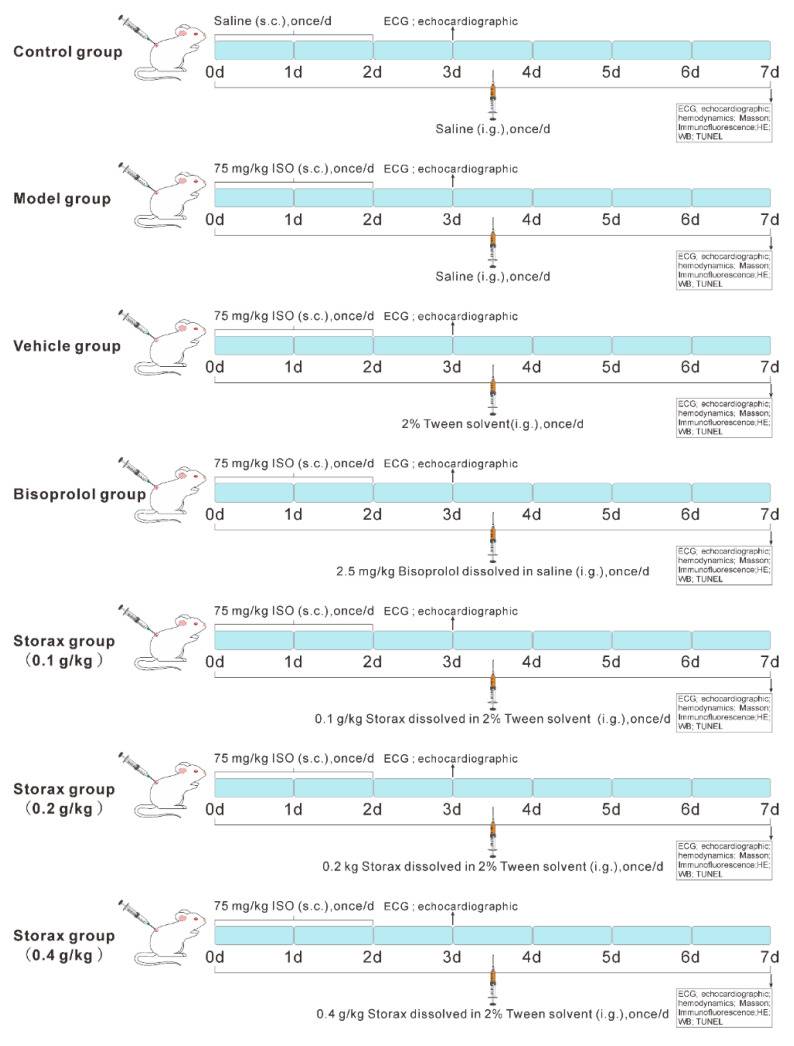 Saline (s.c.),once/d ECG ; echocardiographic
Control group
0d 1d 2d 3d 4d 5d 6d 7d
ECG; echocardiographic;
hemodynamics; Masson;
Immunofluorescence;HE;
WB; TUNEL
Saline (i.g.),once/d
75 mg/kg ISO (s.c.),once/d ECG ; echocardiographic
Model group
0d 1d 2d 3d 4d 5d 6d 7d
ECG; echocardiographic;
hemodynamics; Masson;
Immunofluorescence;HE;
WB; TUNEL
Saline (i.g.),once/d
75 mg/kg ISO (s.c.),once/d ECG ; echocardiographic
Vehicle group
0d 1d 2d 3d 4d 5d 6d 7d
ECG; echocardiographic;
hemodynamics; Masson;
Immunofluorescence;HE;
WB; TUNEL
2% Tween solvent(i.g.),once/d
75 mg/kg ISO (s.c.),once/d ECG ; echocardiographic
Bisoprolol group
0d 1d 2d 3d 4d 5d 6d 7d
ECG; echocardiographic;
hemodynamics; Masson;
Immunofluorescence;HE;
WB; TUNEL
2.5 mg/kg Bisoprolol dissolved in saline (i.g.),once/d
75 mg/kg ISO (s.c.),once/d ECG ; echocardiographic
Storax group
(0.1 g/kg )
0d 1d 2d 3d 4d 5d 6d 7d
ECG; echocardiographic;
hemodynamics; Masson;
Immunofluorescence;HE;
WB; TUNEL
0.1 g/kg Storax dissolved in 2% Tween solvent (i.g.),once/d
75 mg/kg ISO (s.c.),once/d ECG ; echocardiographic
Storax group
(0.2 g/kg )
0d 1d 2d 3d 4d 5d 6d 7d
ECG; echocardiographic;
hemodynamics; Masson;
Immunofluorescence;HE;
WB; TUNEL
0.2 kg Storax dissolved in 2% Tween solvent (i.g.),once/d
75 mg/kg ISO (s.c.),once/d ECG ; echocardiographic
Storax group
(0.4 g/kg )
0d 1d 2d 3d 4d 5d 6d 7d
ECG; echocardiographic;
hemodynamics; Masson;
Immunofluorescence;HE;
WB; TUNEL
0.4 g/kg Storax dissolved in 2% Tween solvent (i.g.),once/d